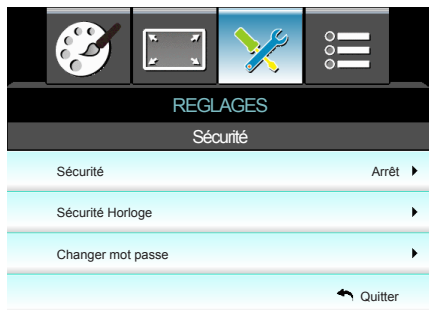 REGLAGES
Sécurité
Sécurité Arrêt
Sécurité Horloge
Changer mot passe
Quitter